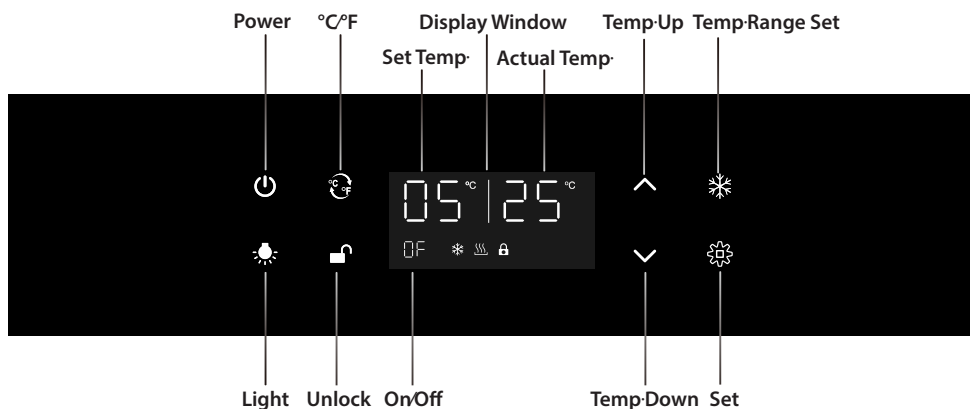 Power °C/°F Display Window Temp·Up Temp·Range Set
Set Temp· Actual Temp·
°C °F 05 °C 25 °C
0F
Light Unlock On/Off Temp·Down Set